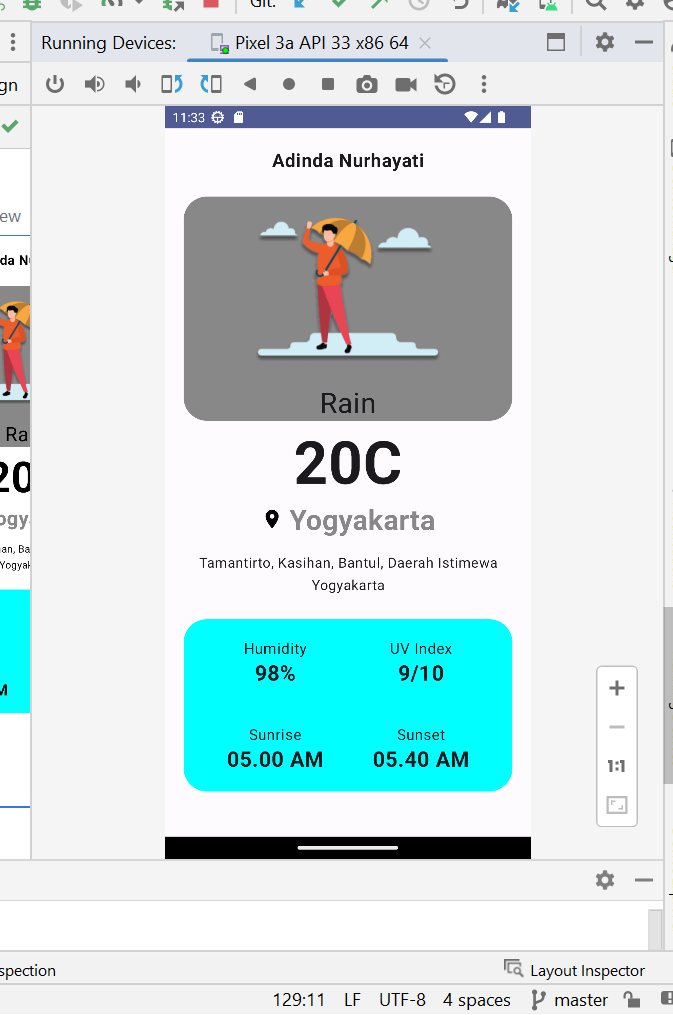 Git:
Running Devices: Pixel 3a API 33 x86 64
gn
11:33
Adinda Nurhayati
ew
da N
Rain
Ra
20C
20
Yogyakarta
ogy
Tamantirto, Kasihan, Bantul, Daerah Istimewa
Yogyakarta
an, Ba
Yogyak
Humidity UV Index
98% 9/10
Sunrise Sunset
05.00 AM 05.40 AM
M
1:1
spection Layout Inspector
129:11 LF UTF-8 4 spaces master